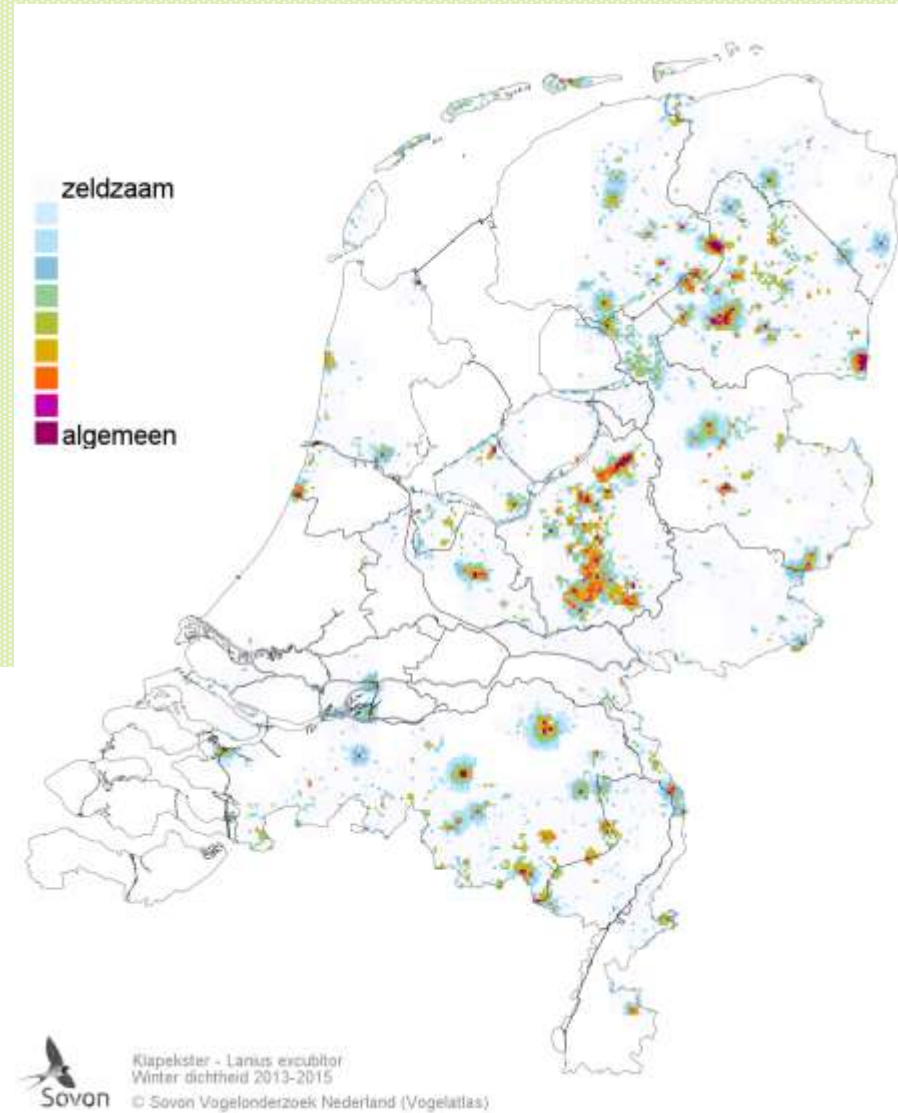 zeldzaam
algemeen
Sovon
Klapekster - Lanius excubitor
Winter dichtheid 2013-2015
© Sovon Vogelonderzoek Nederland (Vogelatlas)